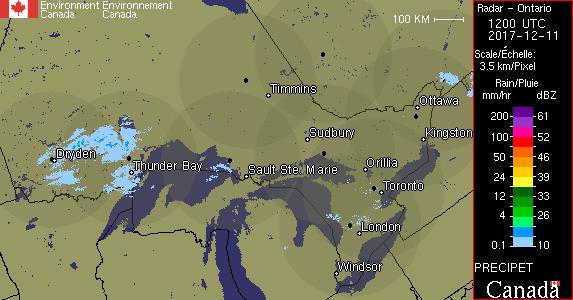 Environment Environnement
Canada Canada
100 KM
Timmins
Ottawa
Sudbury
Kingston
Dryden
Thunder Bay
Sault Ste. Marie
Orillia
Toronto
London
Windsor
Radar - Ontario
1200 UTC
2017-12-11
Scale/Échelle:
3.5 km/Pixel
Rain/Pluie
mm/hr dBZ
200 61
100 52
50 46
24 39
12 33
4 26
0.1 10
PRECIPET
Canada